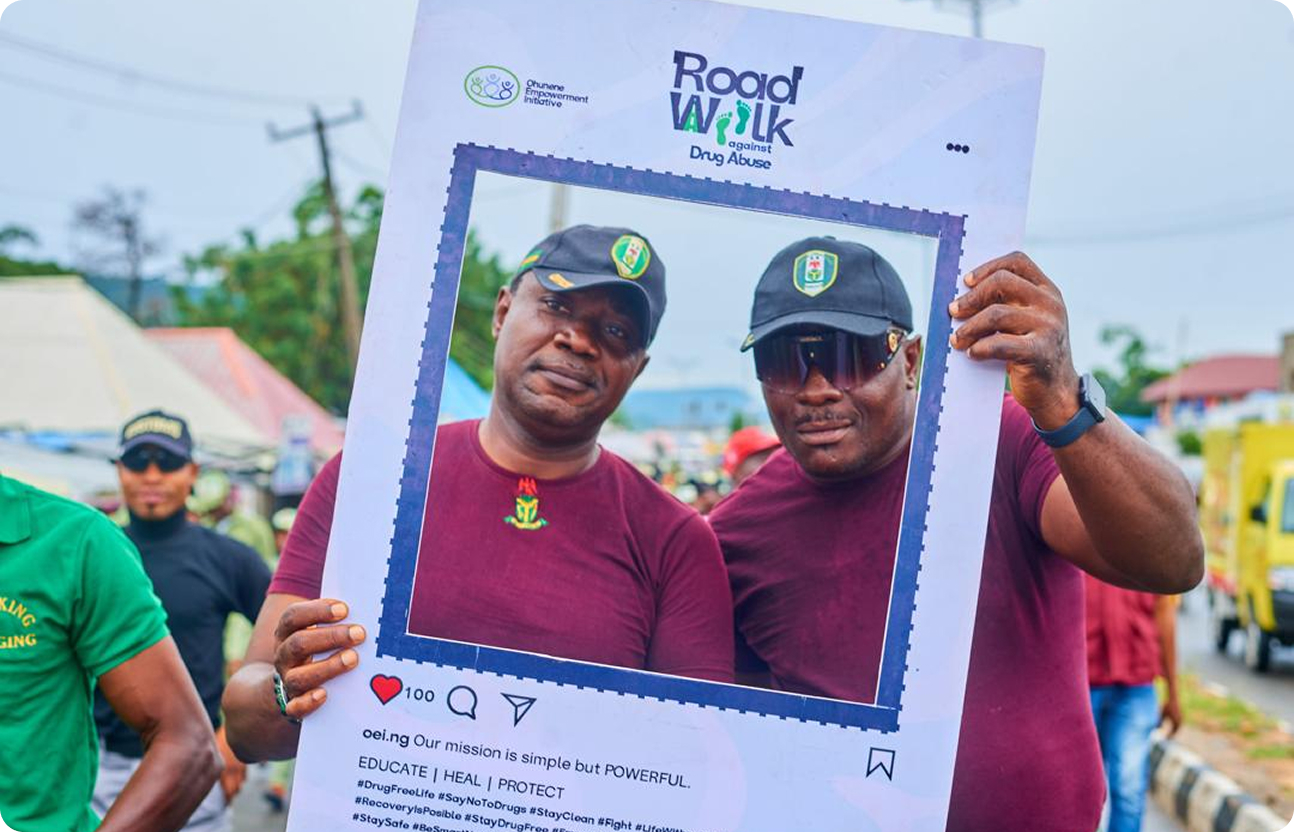 Ohunene
Empowerment
Initiative
Road
Walk
against
Drug Abuse
KING
GING
100
oei.ng Our mission is simple but POWERFUL.
EDUCATE | HEAL | PROTECT
#DrugFreeLife #SayNoToDrugs #StayClean #Fight #LifeWith
#RecoveryIsPosible #StayDrugFree
#StaySafe